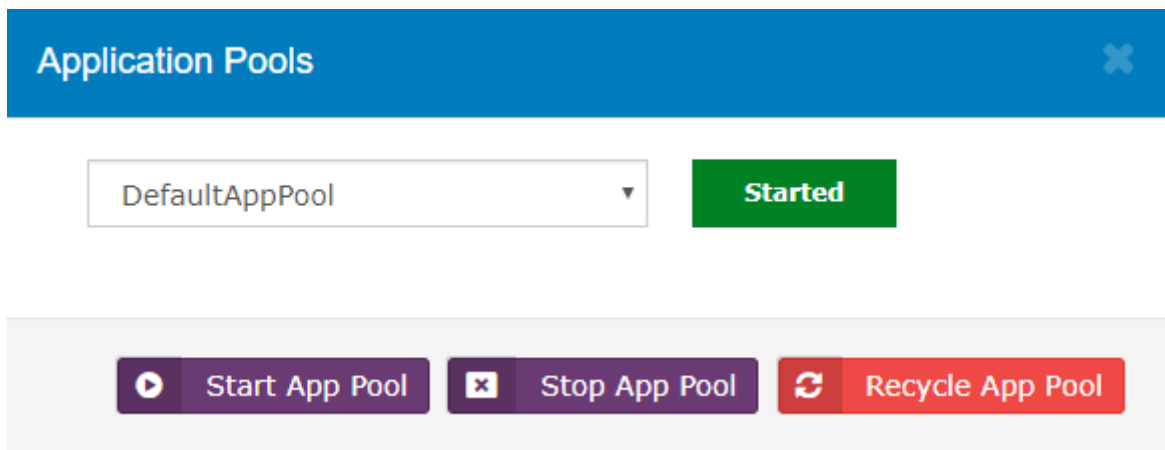 Application Pools
DefaultAppPool
Started
Start App Pool
Stop App Pool
Recycle App Pool